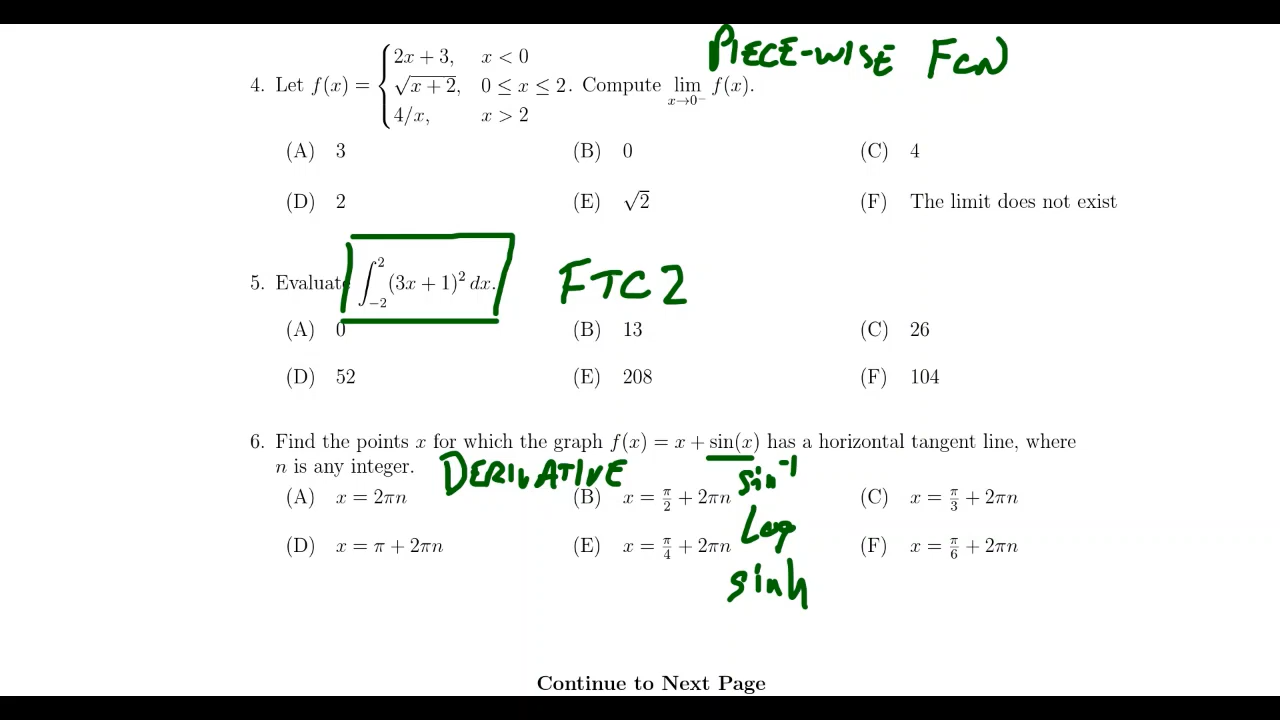 PIECE-WISE FCN
4. Let f(x) = { 2x + 3, x < 0
√(x + 2), 0 ≤ x ≤ 2. Compute lim x→0⁻ f(x).
4/x, x > 2
(A) 3 (B) 0 (C) 4
(D) 2 (E) √2 (F) The limit does not exist
5. Evaluate ∫₋₂² (3x + 1)² dx. FTC 2
(A) 0 (B) 13 (C) 26
(D) 52 (E) 208 (F) 104
6. Find the points x for which the graph f(x) = x + sin(x) has a horizontal tangent line, where
n is any integer. DERIVATIVE sin⁻¹
(A) x = 2πn (B) x = π/2 + 2πn (C) x = π/3 + 2πn
Log
(D) x = π + 2πn (E) x = π/4 + 2πn (F) x = π/6 + 2πn
sinh
Continue to Next Page